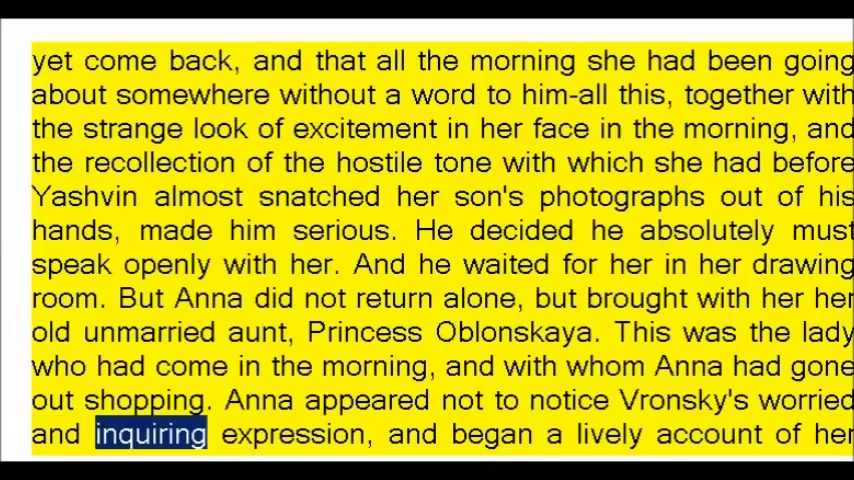 yet come back, and that all the morning she had been going
about somewhere without a word to him-all this, together with
the strange look of excitement in her face in the morning, and
the recollection of the hostile tone with which she had before
Yashvin almost snatched her son's photographs out of his
hands, made him serious. He decided he absolutely must
speak openly with her. And he waited for her in her drawing
room. But Anna did not return alone, but brought with her her
old unmarried aunt, Princess Oblonskaya. This was the lady
who had come in the morning, and with whom Anna had gone
out shopping. Anna appeared not to notice Vronsky's worried
and inquiring expression, and began a lively account of her